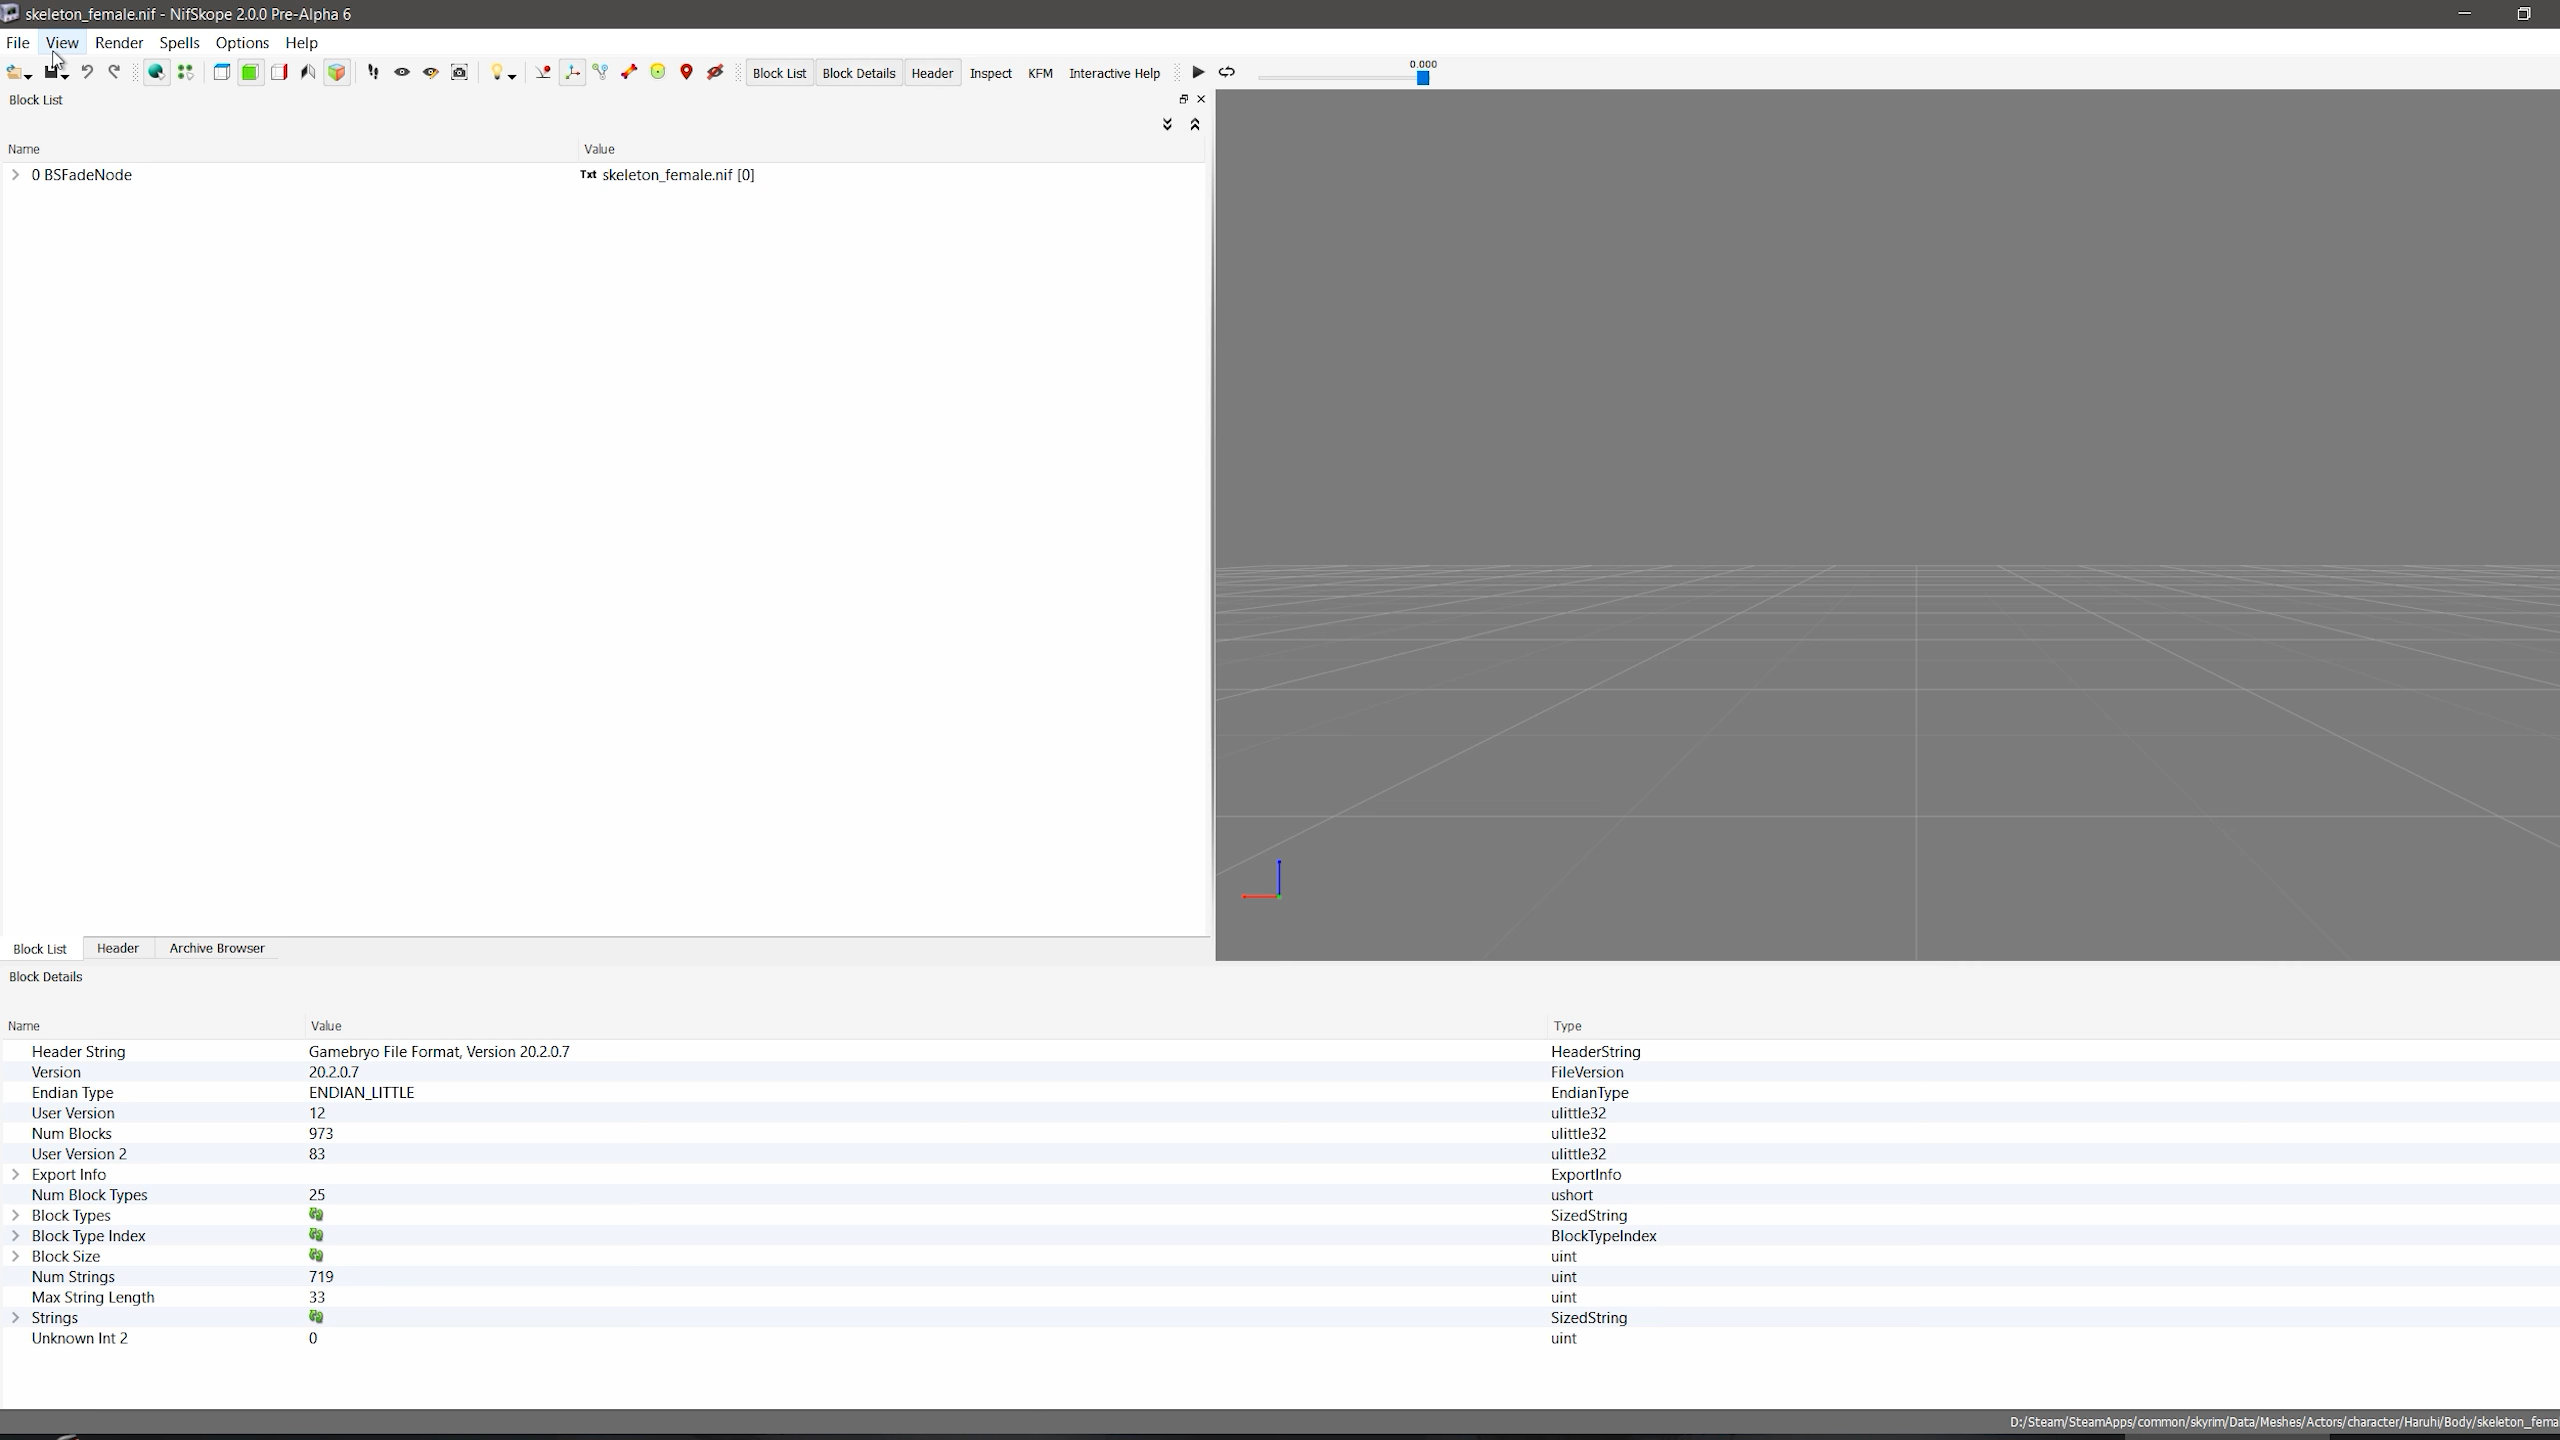 skeleton_female.nif - NifSkope 2.0.0 Pre-Alpha 6
File View Render Spells Options Help
Block List Block Details Header Inspect KFM Interactive Help 0.000
Block List
Name Value
0 BSFadeNode Txt skeleton_female.nif [0]
Block List Header Archive Browser
Block Details
Name Value Type
Header String Gamebryo File Format, Version 20.2.0.7 HeaderString
Version 20.2.0.7 FileVersion
Endian Type ENDIAN_LITTLE EndianType
User Version 12 ulittle32
Num Blocks 973 ulittle32
User Version 2 83 ulittle32
Export Info ExportInfo
Num Block Types 25 ushort
Block Types SizedString
Block Type Index BlockTypeIndex
Block Size uint
Num Strings 719 uint
Max String Length 33 uint
Strings SizedString
Unknown Int 2 0 uint
D:/Steam/SteamApps/common/skyrim/Data/Meshes/Actors/character/Haruhi/Body/skeleton_fema